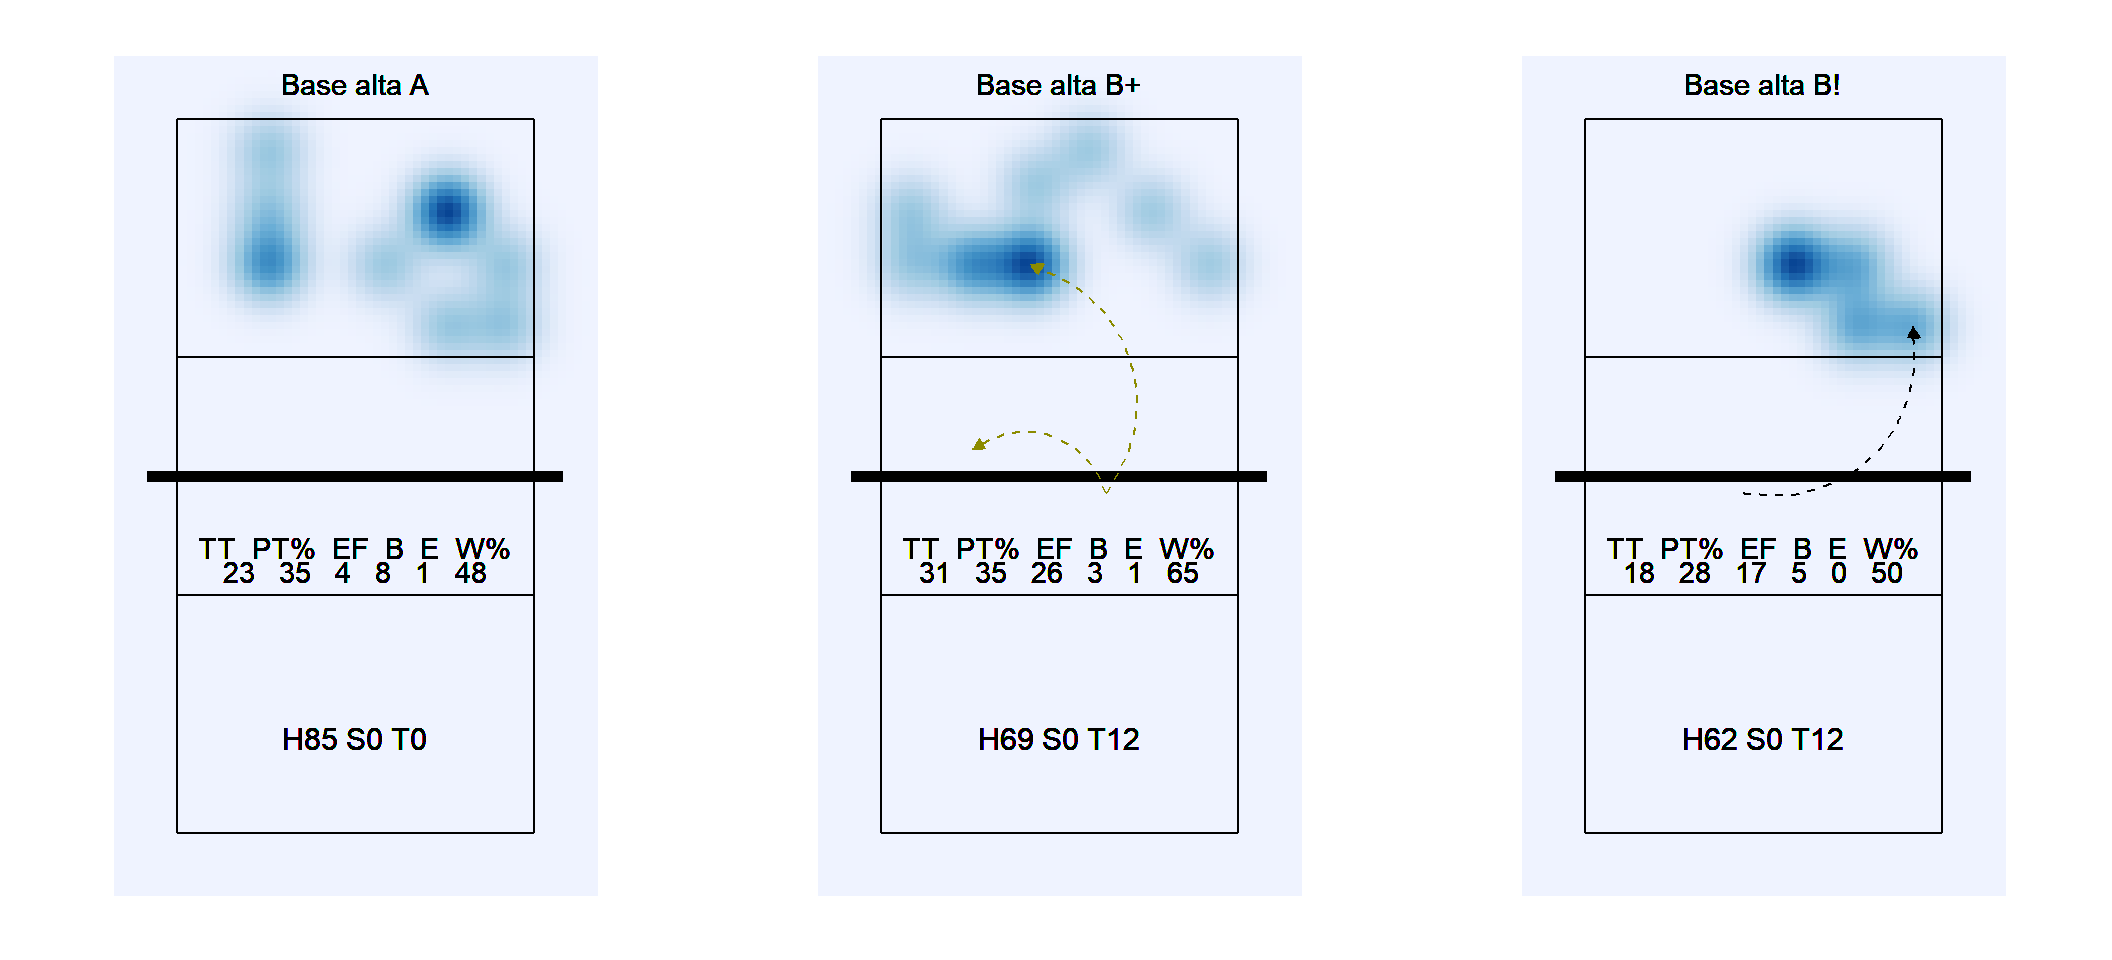 Base alta A
TT PT% EF B E W%
23 35 4 8 1 48
H85 S0 T0
Base alta B+
TT PT% EF B E W%
31 35 26 3 1 65
H69 S0 T12
Base alta B!
TT PT% EF B E W%
18 28 17 5 0 50
H62 S0 T12